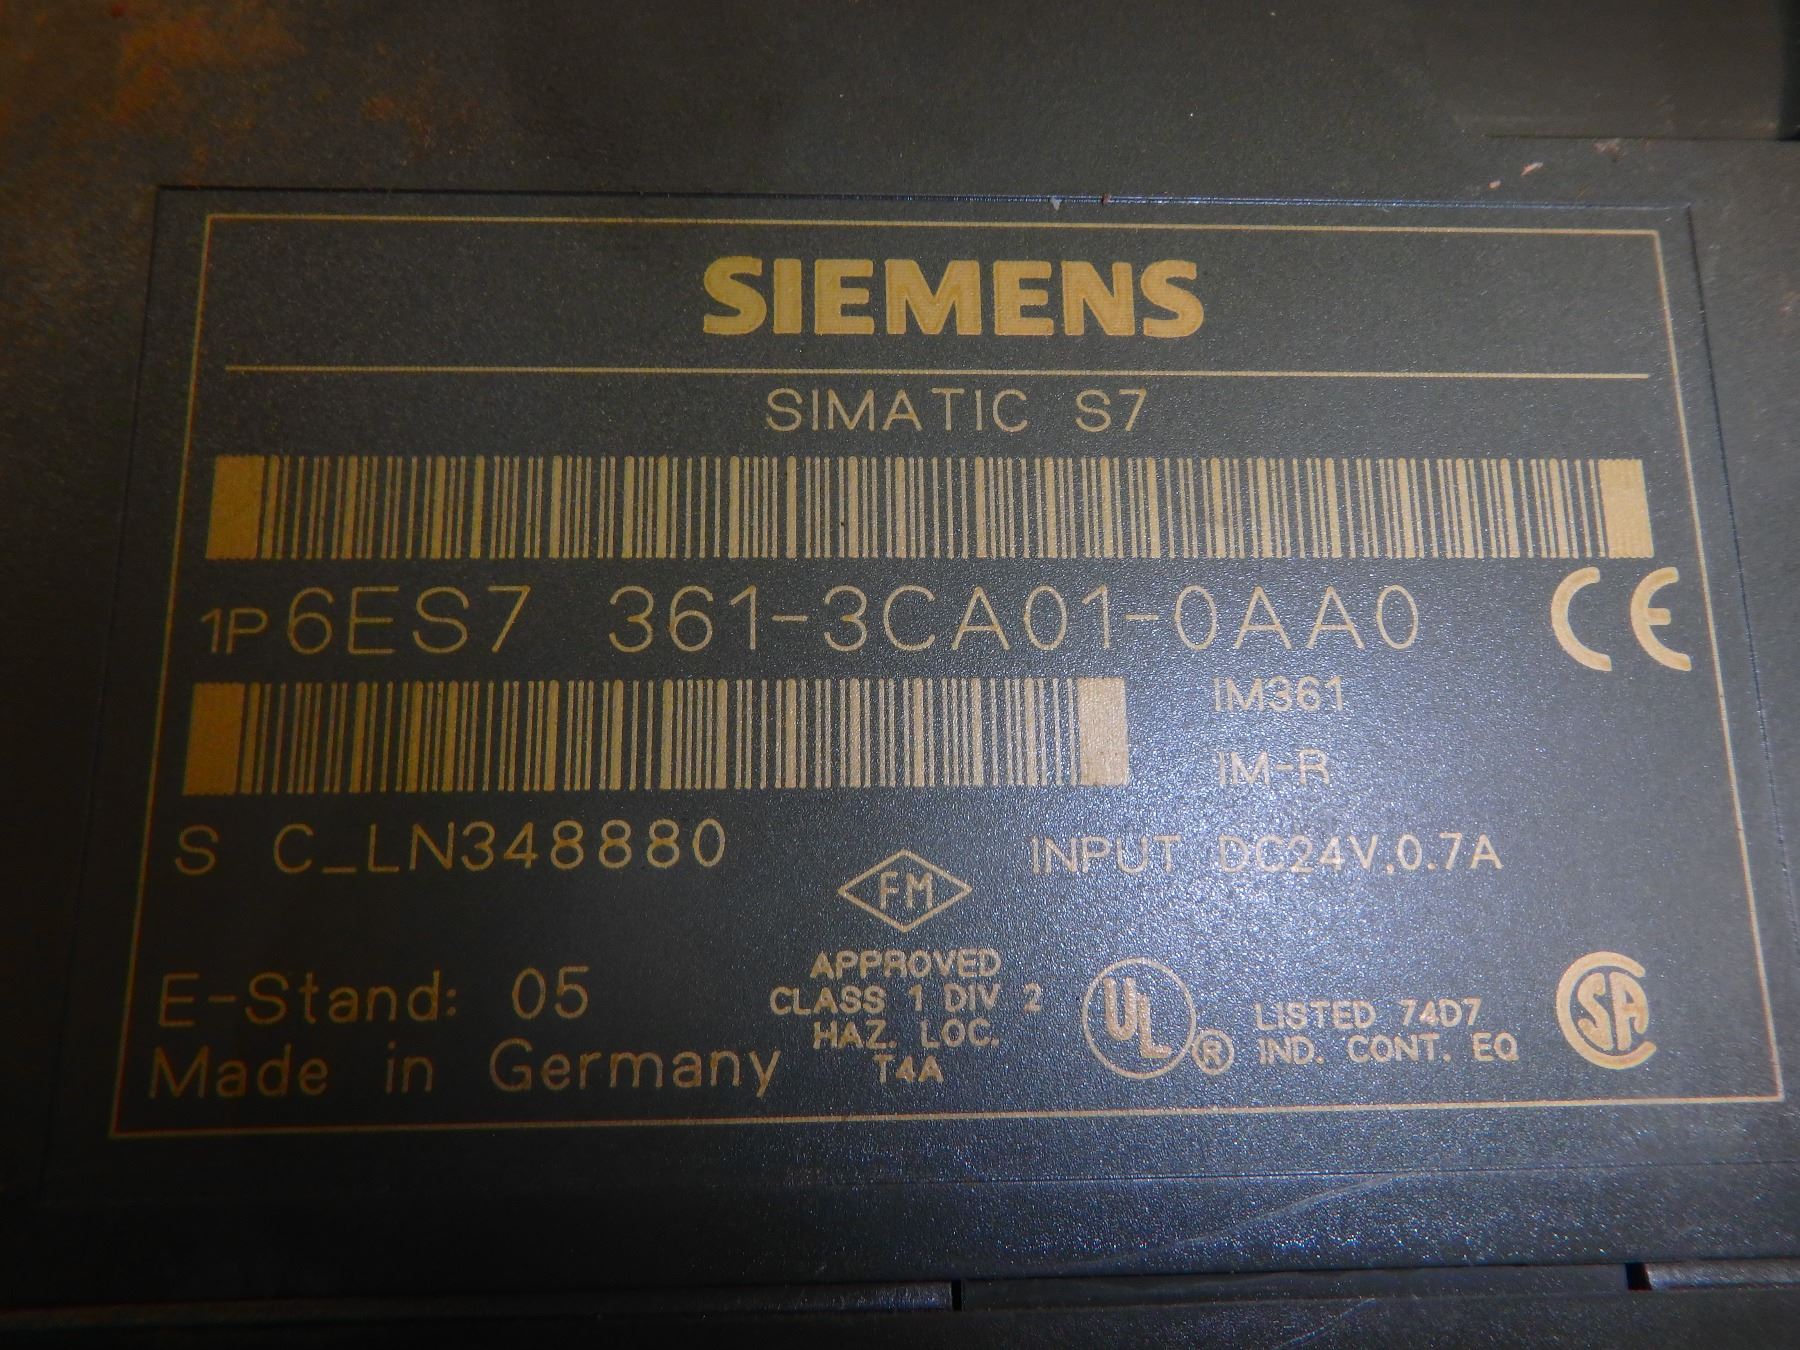 SIEMENS
SIMATIC S7
1P 6ES7 361-3CA01-0AA0 CE
IM361
IM-R
S C_LN348880
INPUT DC24V,0.7A
FM
APPROVED
CLASS 1 DIV 2
HAZ. LOC.
T4A
UL ®
LISTED 74D7
IND. CONT. EQ
SA
E-Stand: 05
Made in Germany